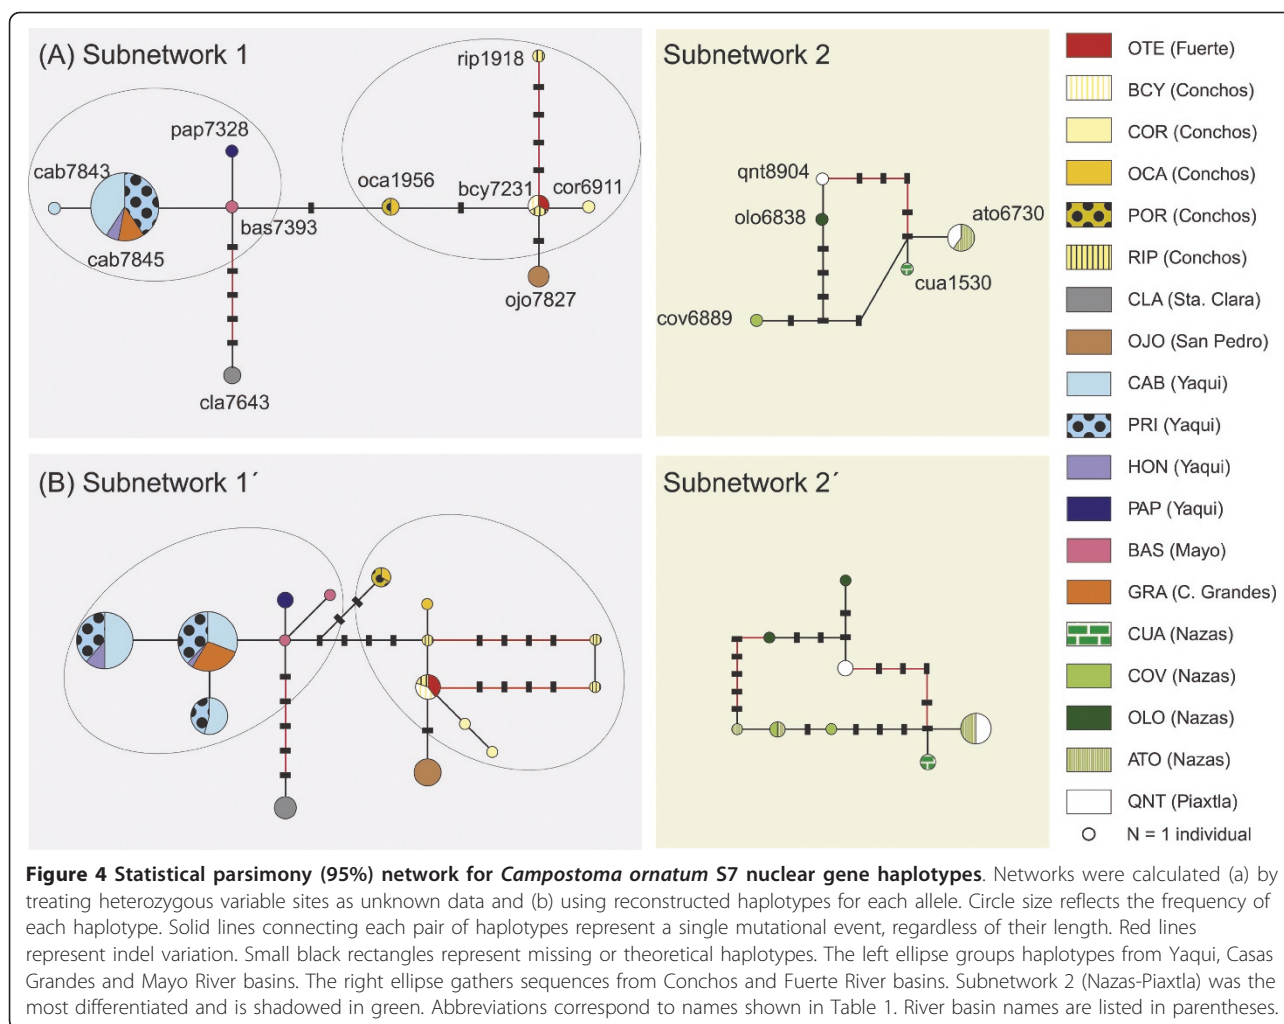 (A) Subnetwork 1
rip1918
pap7328
cab7843
oca1956
bcy7231
cor6911
bas7393
cab7845
ojo7827
cla7643
Subnetwork 2
qnt8904
olo6838
ato6730
cua1530
cov6889
(B) Subnetwork 1´
Subnetwork 2´
OTE (Fuerte)
BCY (Conchos)
COR (Conchos)
OCA (Conchos)
POR (Conchos)
RIP (Conchos)
CLA (Sta. Clara)
OJO (San Pedro)
CAB (Yaqui)
PRI (Yaqui)
HON (Yaqui)
PAP (Yaqui)
BAS (Mayo)
GRA (C. Grandes)
CUA (Nazas)
COV (Nazas)
OLO (Nazas)
ATO (Nazas)
QNT (Piaxtla)
N = 1 individual
Figure 4 Statistical parsimony (95%) network for Campostoma ornatum S7 nuclear gene haplotypes. Networks were calculated (a) by
treating heterozygous variable sites as unknown data and (b) using reconstructed haplotypes for each allele. Circle size reflects the frequency of
each haplotype. Solid lines connecting each pair of haplotypes represent a single mutational event, regardless of their length. Red lines
represent indel variation. Small black rectangles represent missing or theoretical haplotypes. The left ellipse groups haplotypes from Yaqui, Casas
Grandes and Mayo River basins. The right ellipse gathers sequences from Conchos and Fuerte River basins. Subnetwork 2 (Nazas-Piaxtla) was the
most differentiated and is shadowed in green. Abbreviations correspond to names shown in Table 1. River basin names are listed in parentheses.